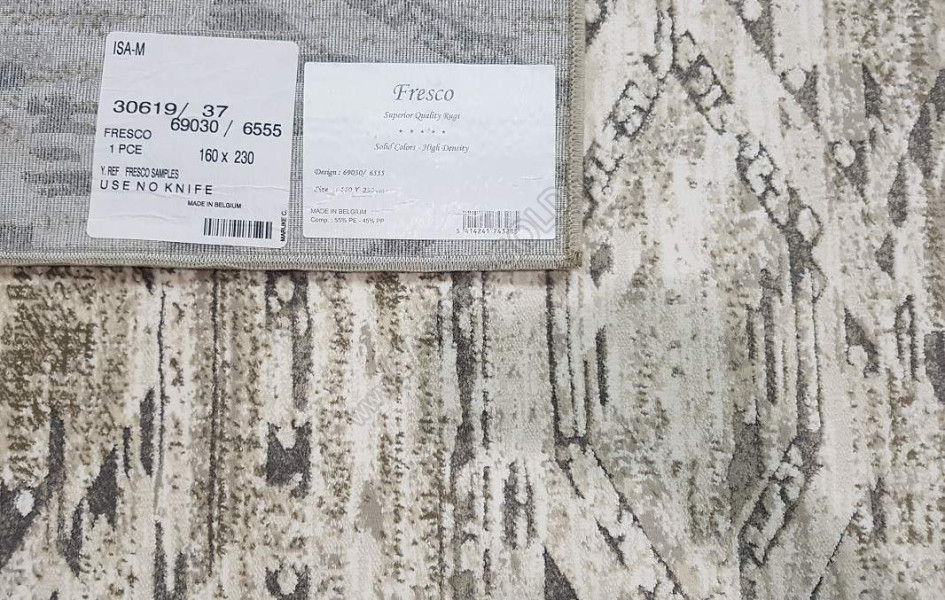 ISA-M
30619/ 37
69030 / 6555
FRESCO
1 PCE
160 x 230
Y. REF FRESCO SAMPLES
USE NO KNIFE
MADE IN BELGIUM
MARIJKE C.
Fresco
Superior Quality Rugs
* * * * *
Solid Colors - High Density
Design : 69030/ 6555
Size :
MADE IN BELGIUM
Comp. : 55% PE - 45% PP